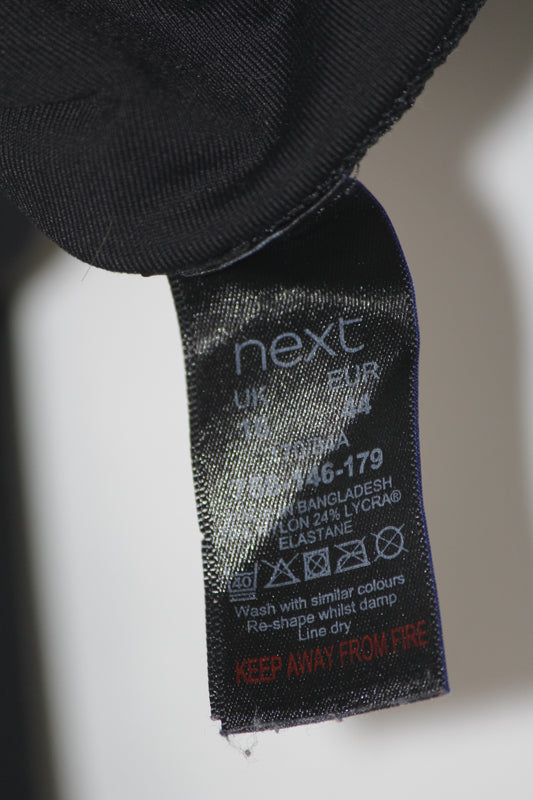 next
UK EUR
44
146-179
BANGLADESH
24% LYCRA®
ELASTANE
40
Wash with similar colours
Re-shape whilst damp
Line dry
KEEP AWAY FROM FIRE